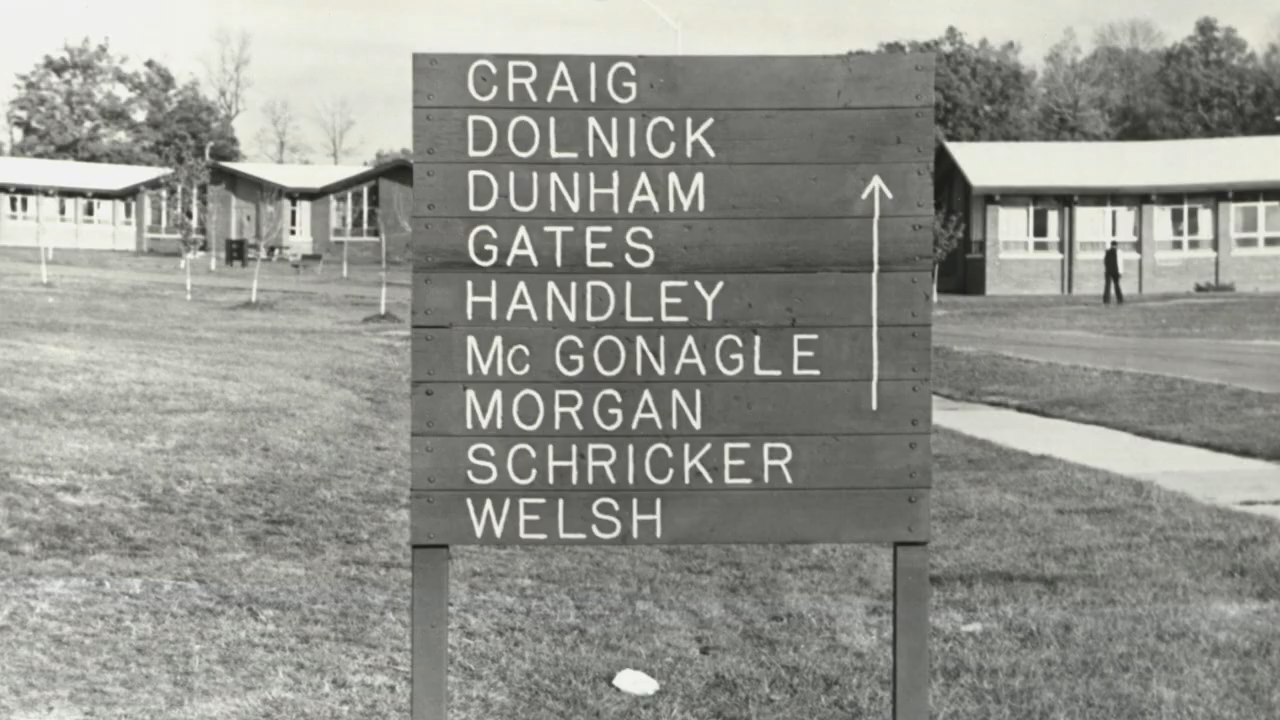 CRAIG
DOLNICK
DUNHAM
GATES
HANDLEY
Mc GONAGLE
MORGAN
SCHRICKER
WELSH